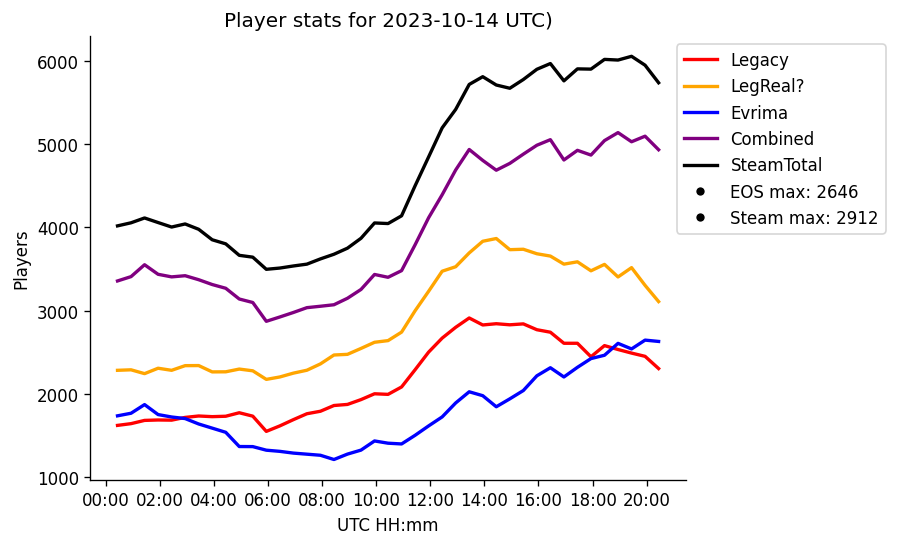 Player stats for 2023-10-14 UTC)
6000
5000
4000
3000
2000
1000
Players
00:00 02:00 04:00 06:00 08:00 10:00 12:00 14:00 16:00 18:00 20:00
UTC HH:mm
Legacy
LegReal?
Evrima
Combined
SteamTotal
EOS max: 2646
Steam max: 2912